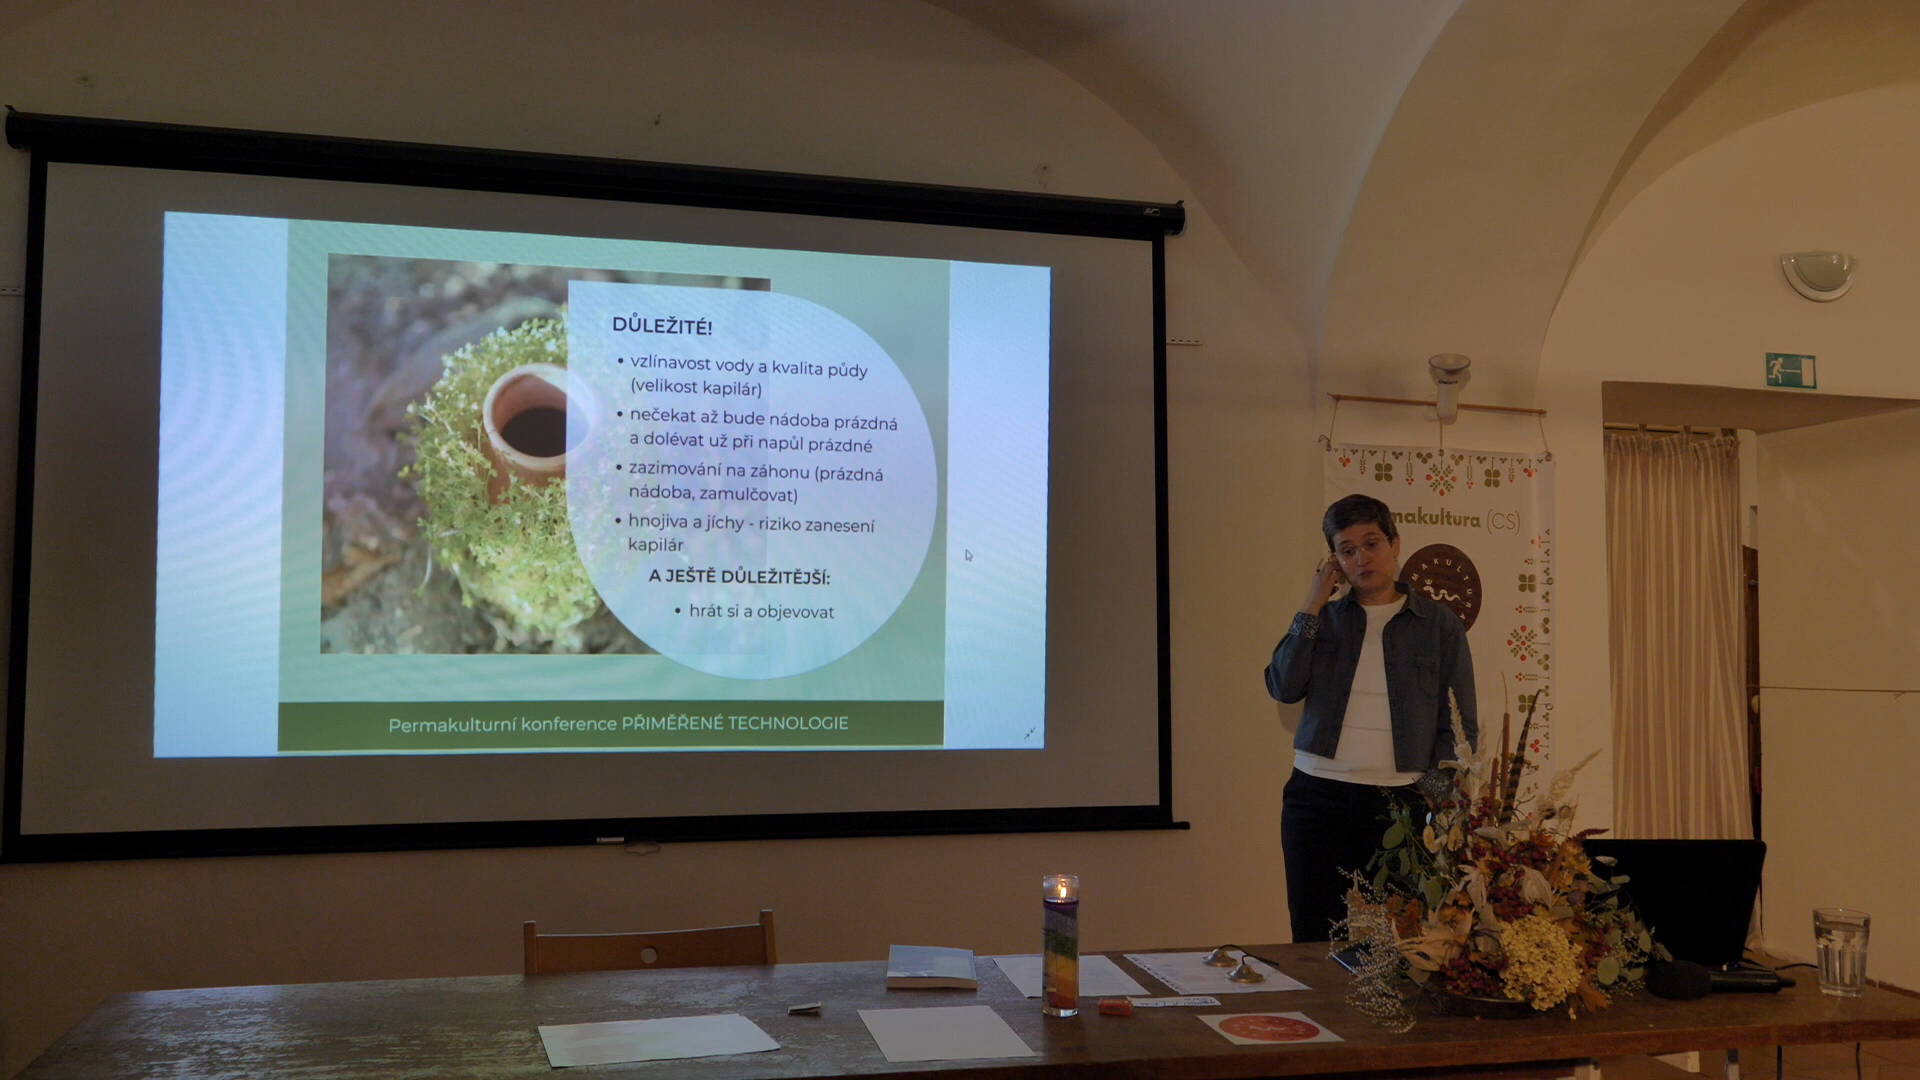 DŮLEŽITÉ!
• vzlínavost vody a kvalita půdy
(velikost kapilár)
• nečekat až bude nádoba prázdná
a dolévat už při napůl prázdné
• zazimování na záhonu (prázdná
nádoba, zamulčovat)
• hnojiva a jíchy - riziko zanesení
kapilár
A JEŠTĚ DŮLEŽITĚJŠÍ:
• hrát si a objevovat
Permakulturní konference PŘIMĚŘENÉ TECHNOLOGIE
makultura (CS)
MAKULTURA